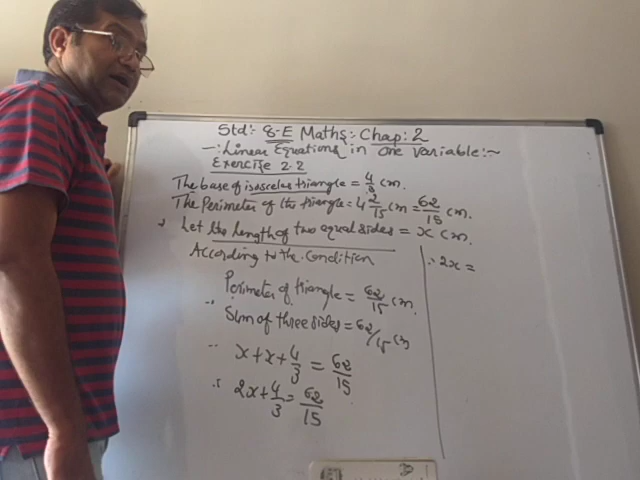 Std:- 8-E Maths:- Chap: 2
-: Linear Equations in One Variable:~
Exercise 2.2
The base of isosceles triangle = 4/3 cm.
The Perimeter of the triangle = 4 2/15 cm = 62/15 cm.
Let the length of two equal sides = x cm.
According to the condition
Perimeter of triangle = 62/15 cm.
∴ Sum of three sides = 62/15 cm
∴ x + x + 4/3 = 62/15
∴ 2x + 4/3 = 62/15
∴ 2x =